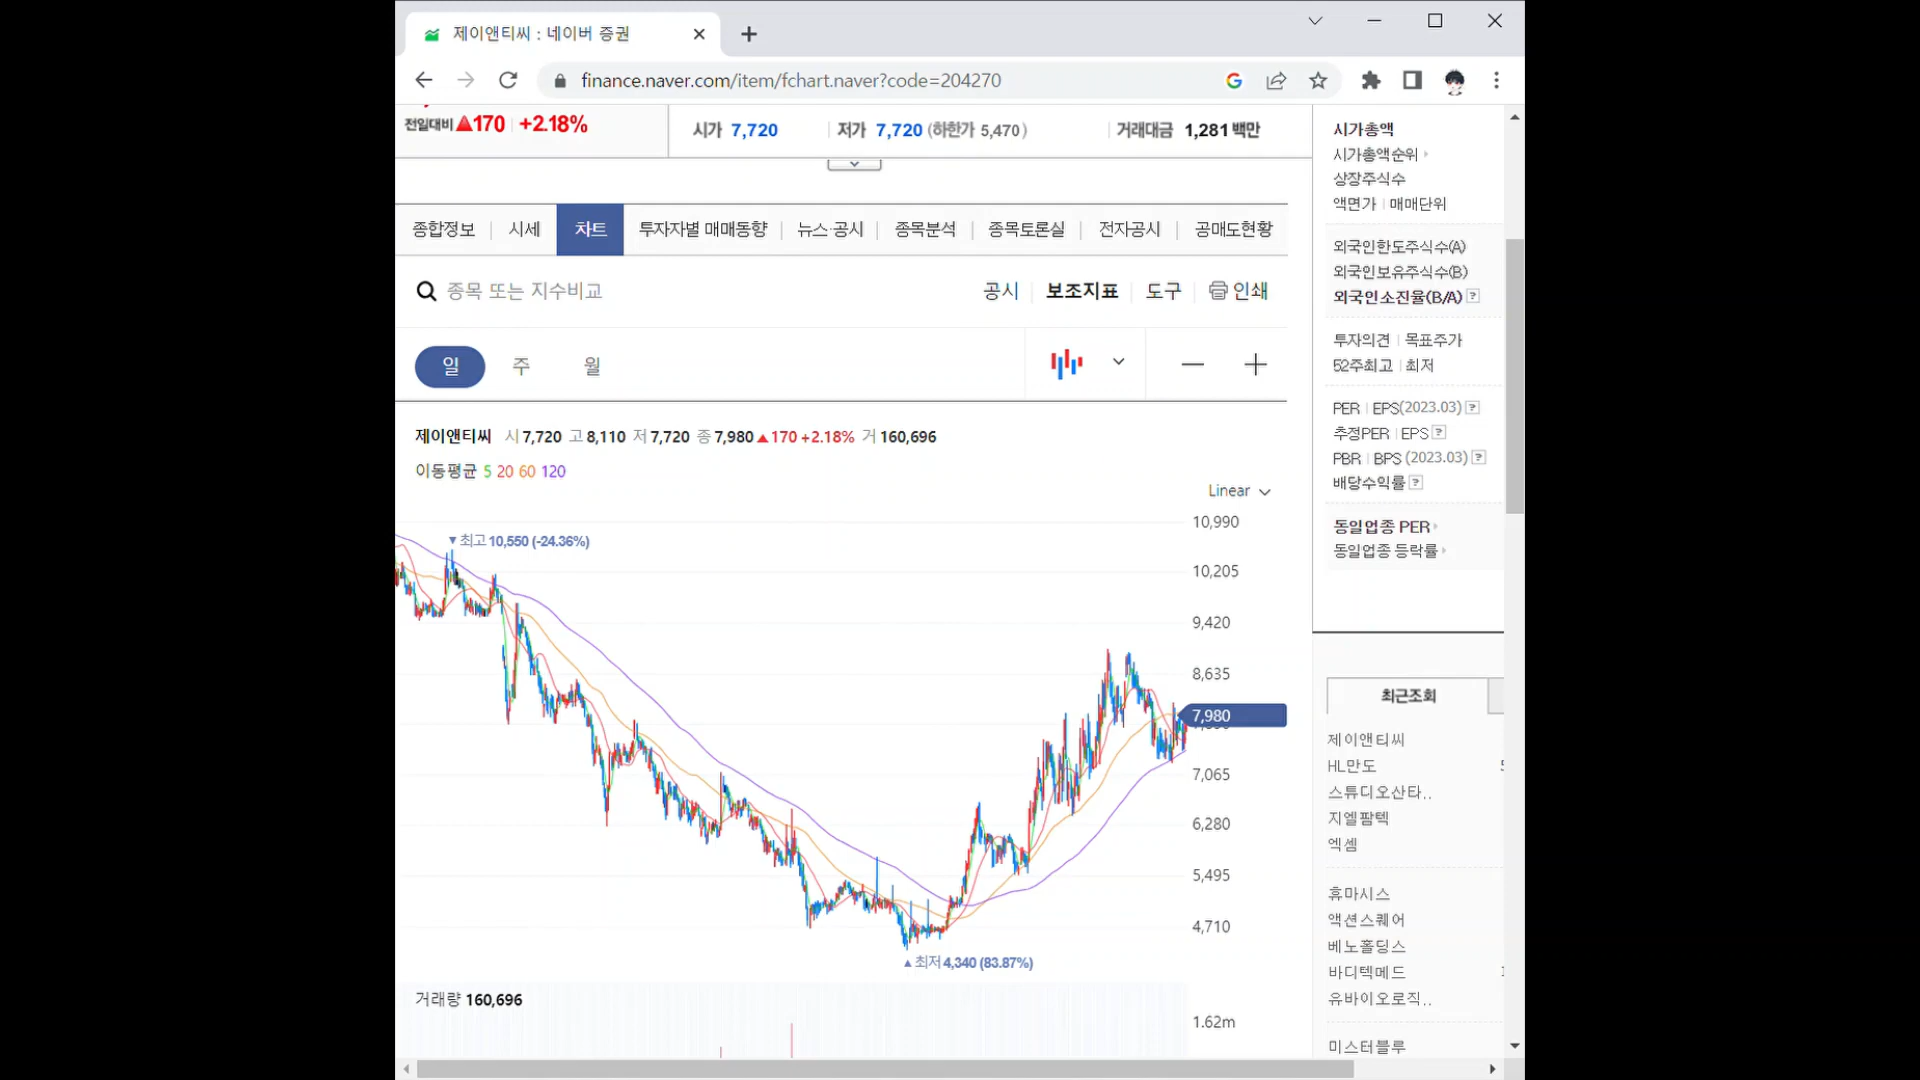 제이앤티씨 : 네이버 증권
finance.naver.com/item/fchart.naver?code=204270
전일대비 ▲170 | +2.18%
시가 7,720 저가 7,720 (하한가 5,470) 거래대금 1,281 백만
종합정보 시세 차트 투자자별 매매동향 뉴스·공시 종목분석 종목토론실 전자공시 공매도현황
종목 또는 지수비교 공시 보조지표 도구 인쇄
일 주 월
제이앤티씨 시 7,720 고 8,110 저 7,720 종 7,980 ▲170 +2.18% 거 160,696
이동평균 5 20 60 120
Linear
10,990
▼최고 10,550 (-24.36%)
10,205
9,420
8,635
7,980
7,065
6,280
5,495
4,710
▲최저 4,340 (83.87%)
거래량 160,696
1.62m
시가총액
시가총액순위
상장주식수
액면가 | 매매단위
외국인한도주식수(A)
외국인보유주식수(B)
외국인소진율(B/A) ?
투자의견 | 목표주가
52주최고 | 최저
PER | EPS(2023.03) ?
추정PER | EPS ?
PBR | BPS (2023.03) ?
배당수익률 ?
동일업종 PER
동일업종 등락률
최근조회
제이앤티씨
HL만도
스튜디오산타..
지엘팜텍
엑셈
휴마시스
액션스퀘어
베노홀딩스
바디텍메드
유바이오로직..
미스터블루